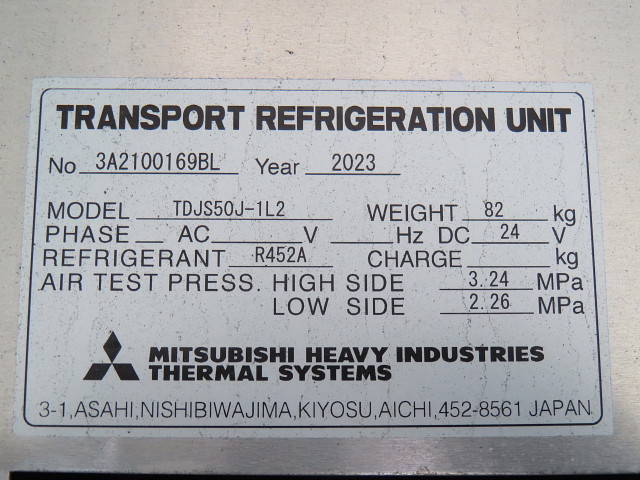 TRANSPORT REFRIGERATION UNIT
No 3A2100169BL Year 2023
MODEL TDJS50J-1L2 WEIGHT 82 kg
PHASE AC V Hz DC 24 V
REFRIGERANT R452A CHARGE kg
AIR TEST PRESS. HIGH SIDE 3.24 MPa
LOW SIDE 2.26 MPa
MITSUBISHI HEAVY INDUSTRIES
THERMAL SYSTEMS
3-1,ASAHI,NISHIBIWAJIMA,KIYOSU,AICHI,452-8561 JAPAN